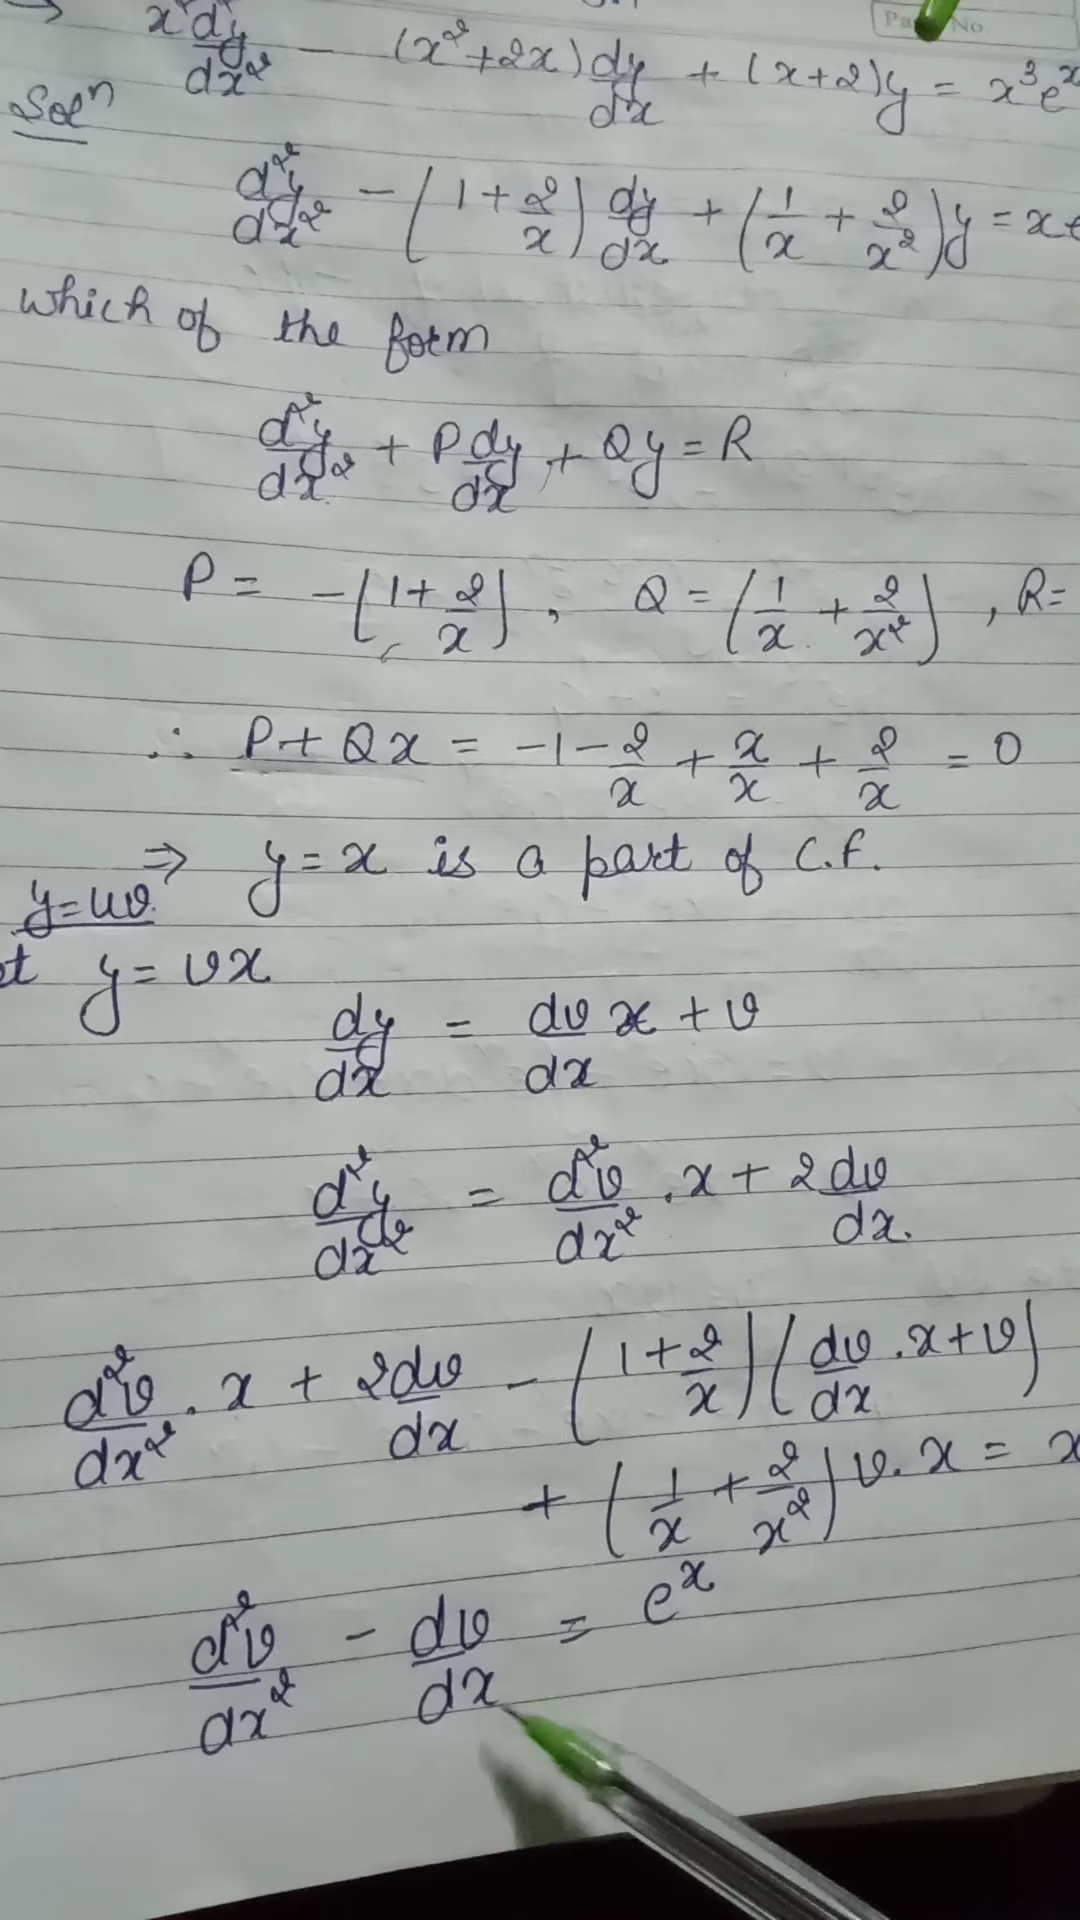 Page No.
→ x² d²y/dx² - (x²+2x) dy/dx + (x+2)y = x³e^x
Solⁿ
d²y/dx² - (1 + 2/x) dy/dx + (1/x + 2/x²)y = x
which of the form
d²y/dx² + P dy/dx + Qy = R
P = -(1 + 2/x), Q = (1/x + 2/x²), R =
∴ P + Qx = -1 - 2/x + x/x + 2/x = 0
⇒ y = x is a part of C.F.
y = uv
y = vx
dy/dx = dv/dx x + v
d²y/dx² = d²v/dx² . x + 2 dv/dx.
d²v/dx² . x + 2 dv/dx - (1 + 2/x)(dv/dx . x + v)
+ (1/x + 2/x²) v. x = x
d²v/dx² - dv/dx = e^x